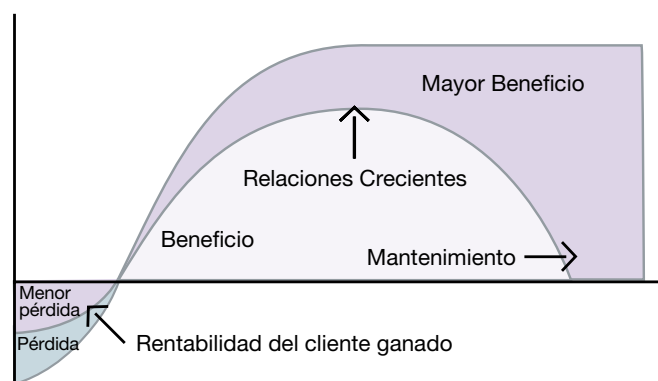 Mayor Beneficio
Relaciones Crecientes
Beneficio
Mantenimiento
Menor
pérdida
Pérdida
Rentabilidad del cliente ganado